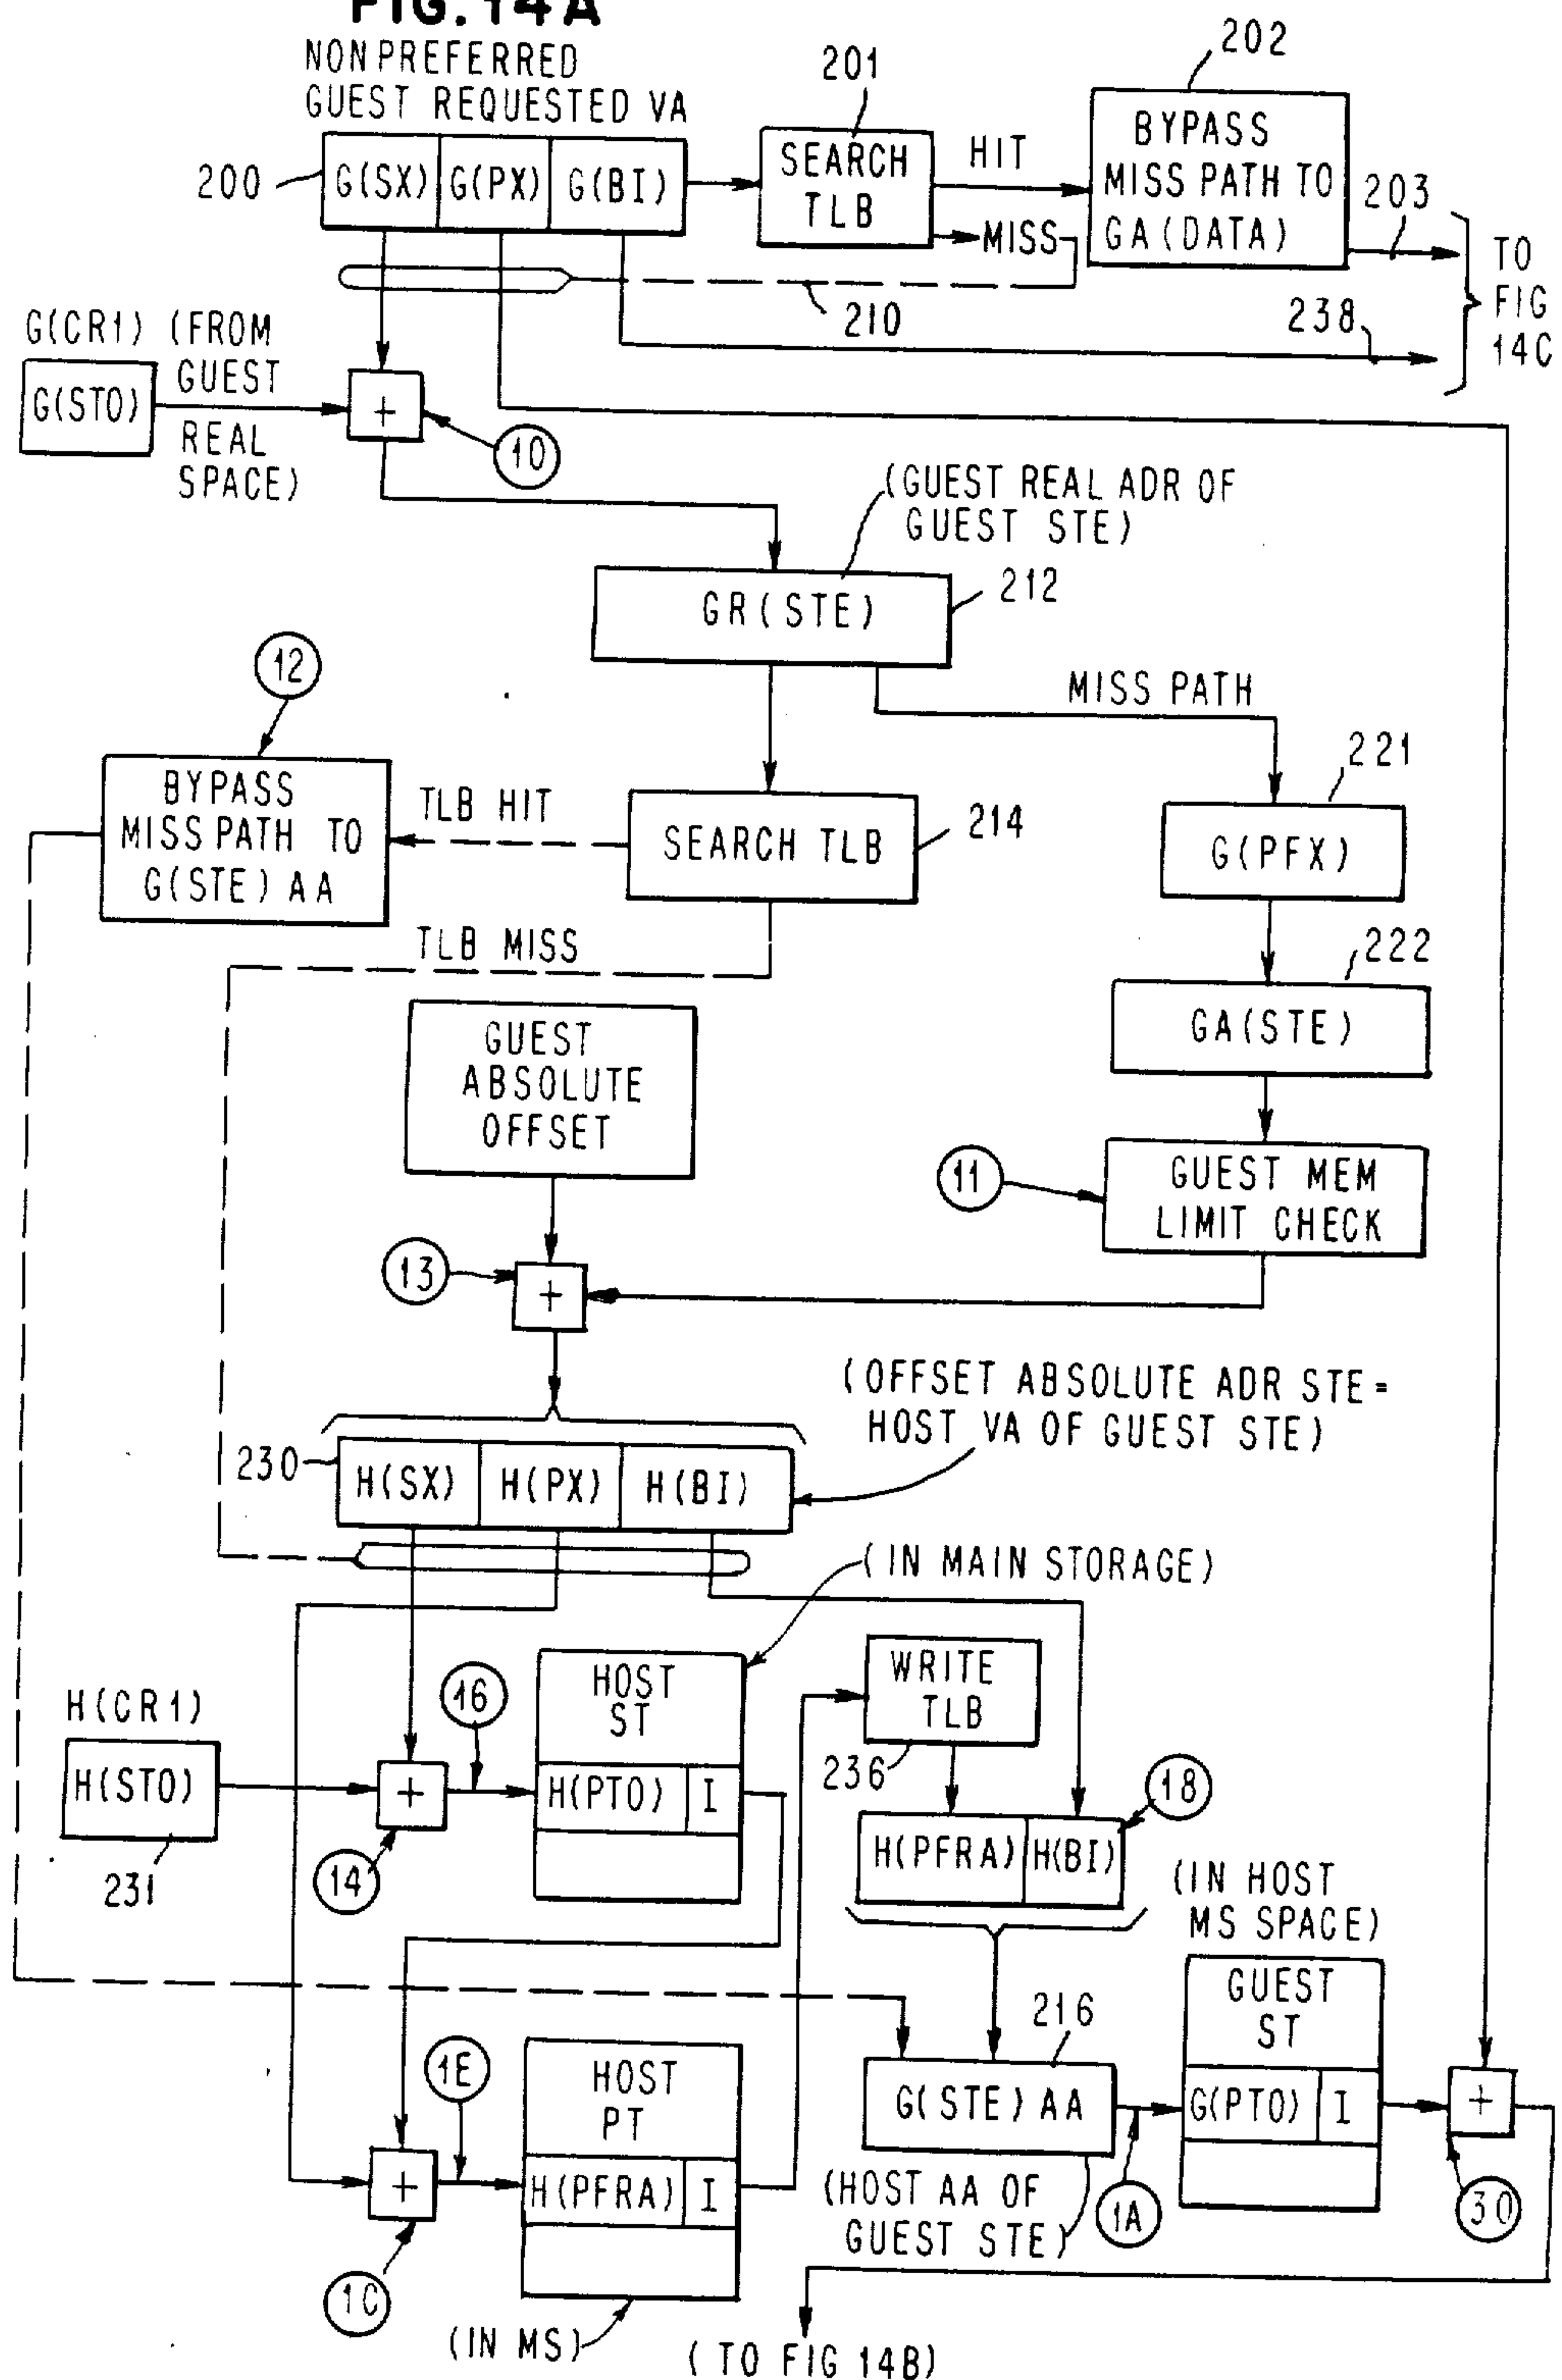 FIG. 14A
NONPREFERRED
GUEST REQUESTED VA
200
G(SX) G(PX) G(BI)
201
SEARCH
TLB
HIT
MISS
202
BYPASS
MISS PATH TO
GA(DATA)
203
TO
FIG
14C
210
238
G(CR1) (FROM
GUEST
REAL
SPACE)
G(STO)
+
10
(GUEST REAL ADR OF
GUEST STE)
GR(STE)
212
12
MISS PATH
BYPASS
MISS PATH TO
G(STE) AA
TLB HIT
SEARCH TLB
214
221
G(PFX)
TLB MISS
222
GA(STE)
GUEST
ABSOLUTE
OFFSET
11
GUEST MEM
LIMIT CHECK
13
+
(OFFSET ABSOLUTE ADR STE=
HOST VA OF GUEST STE)
230
H(SX) H(PX) H(BI)
(IN MAIN STORAGE)
H(CR1)
H(STO)
231
+
14
16
HOST
ST
H(PTO) I
WRITE
TLB
236
18
H(PFRA) H(BI)
(IN HOST
MS SPACE)
GUEST
ST
G(PTO) I
216
G(STE) AA
1A
+
30
(HOST AA OF
GUEST STE)
1E
HOST
PT
H(PFRA) I
+
1C
(IN MS)
(TO FIG 14B)